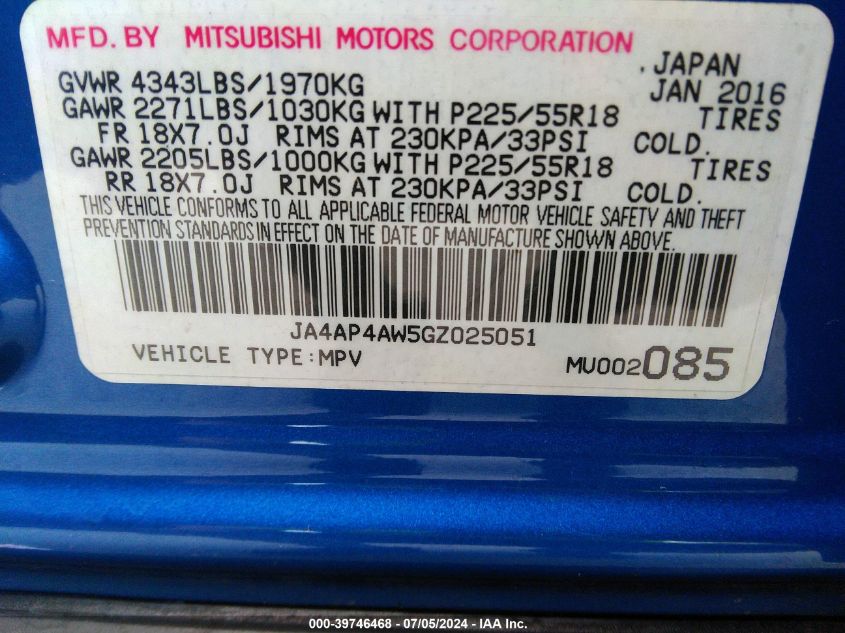 MFD. BY MITSUBISHI MOTORS CORPORATION
. JAPAN
GVWR 4343LBS/1970KG JAN 2016
GAWR 2271LBS/1030KG WITH P225/55R18 TIRES
FR 18X7.0J RIMS AT 230KPA/33PSI COLD.
GAWR 2205LBS/1000KG WITH P225/55R18 TIRES
RR 18X7.0J RIMS AT 230KPA/33PSI COLD.
THIS VEHICLE CONFORMS TO ALL APPLICABLE FEDERAL MOTOR VEHICLE SAFETY AND THEFT
PREVENTION STANDARDS IN EFFECT ON THE DATE OF MANUFACTURE SHOWN ABOVE.
JA4AP4AW5GZ025051
VEHICLE TYPE:MPV MU002085
000-39746468 - 07/05/2024 - IAA Inc.